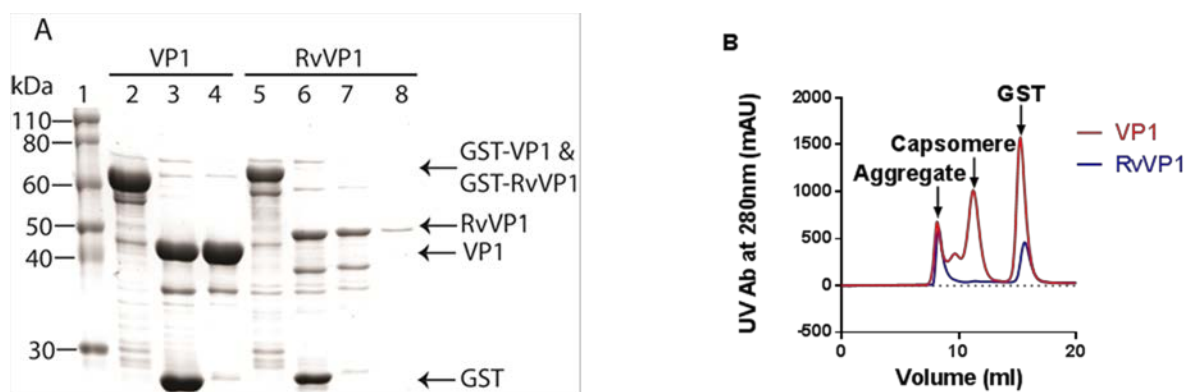 A
VP1 RvVP1
kDa 1 2 3 4 5 6 7 8
110
80
60
50
40
30
GST-VP1 &
GST-RvVP1
RvVP1
VP1
GST
B
GST
Capsomere
Aggregate
VP1
RvVP1
UV Ab at 280nm (mAU)
2000
1500
1000
500
0
-500
0 10 20
Volume (ml)